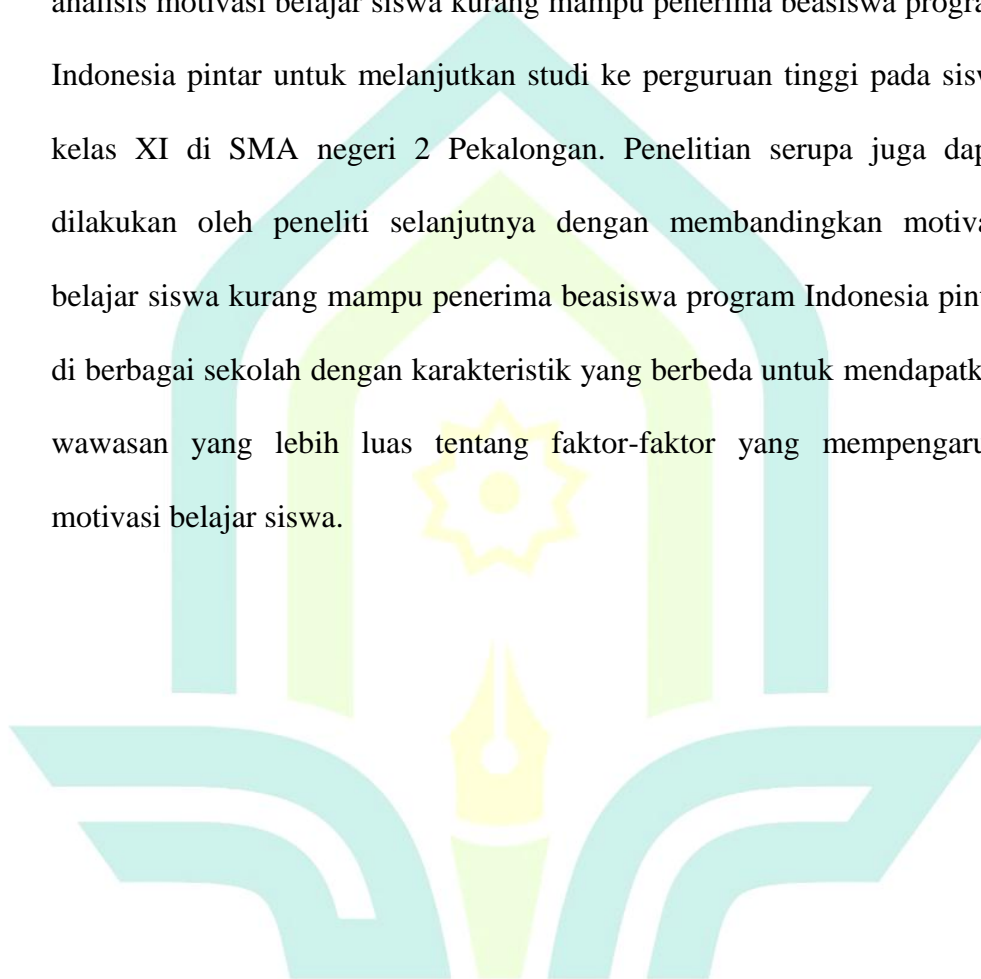 analisis motivasi belajar siswa kurang mampu penerima beasiswa progra
Indonesia pintar untuk melanjutkan studi ke perguruan tinggi pada sisw
kelas XI di SMA negeri 2 Pekalongan. Penelitian serupa juga dap
dilakukan oleh peneliti selanjutnya dengan membandingkan motiva
belajar siswa kurang mampu penerima beasiswa program Indonesia pint
di berbagai sekolah dengan karakteristik yang berbeda untuk mendapatk
wawasan yang lebih luas tentang faktor-faktor yang mempengaru
motivasi belajar siswa.